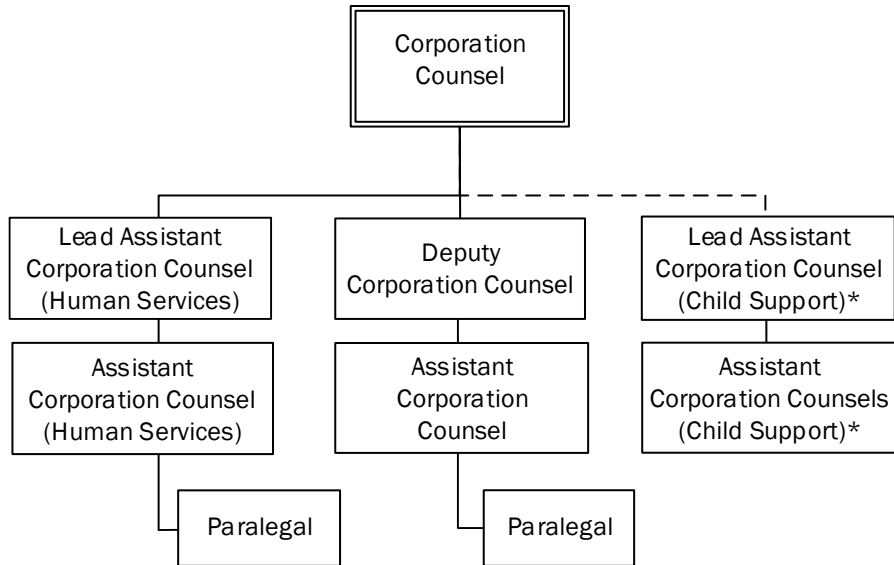 Corporation
Counsel
Lead Assistant
Corporation Counsel
(Human Services)
Deputy
Corporation Counsel
Lead Assistant
Corporation Counsel
(Child Support)*
Assistant
Corporation Counsel
(Human Services)
Assistant
Corporation
Counsel
Assistant
Corporation Counsels
(Child Support)*
Paralegal
Paralegal